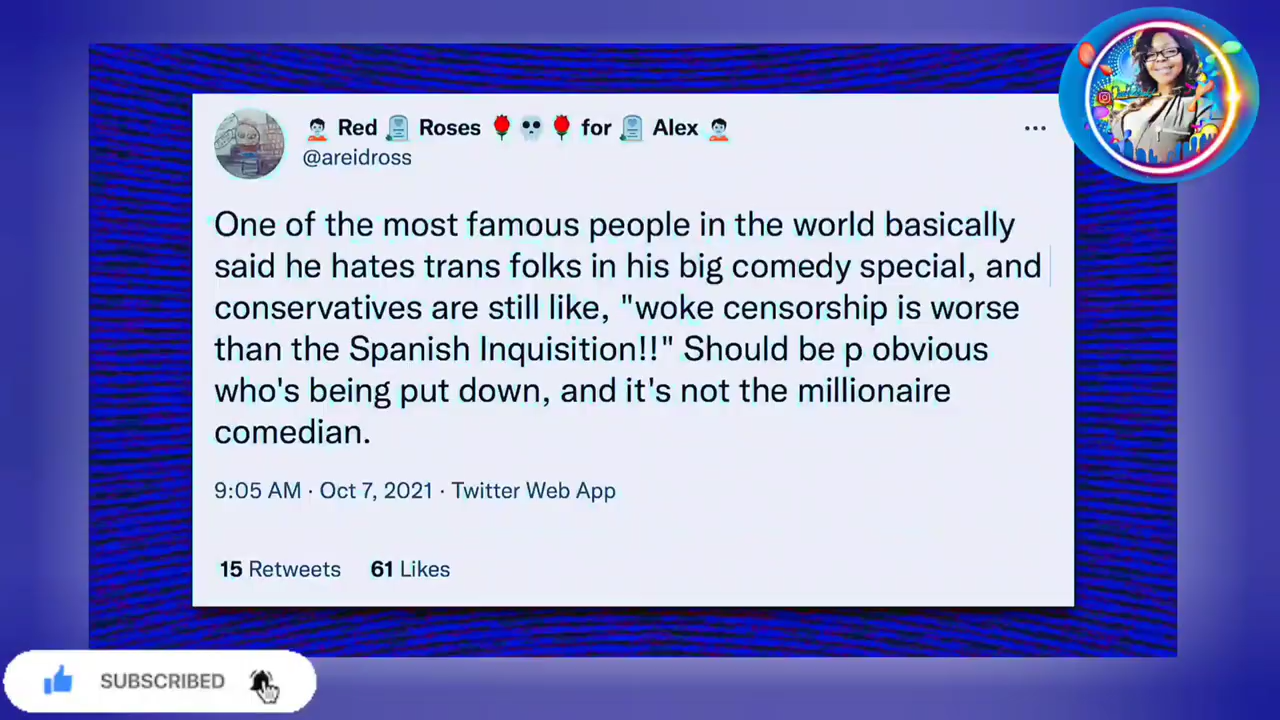 Red Roses for Alex
@areidross
One of the most famous people in the world basically
said he hates trans folks in his big comedy special, and
conservatives are still like, "woke censorship is worse
than the Spanish Inquisition!!" Should be p obvious
who's being put down, and it's not the millionaire
comedian.
9:05 AM · Oct 7, 2021 · Twitter Web App
15 Retweets 61 Likes
SUBSCRIBED